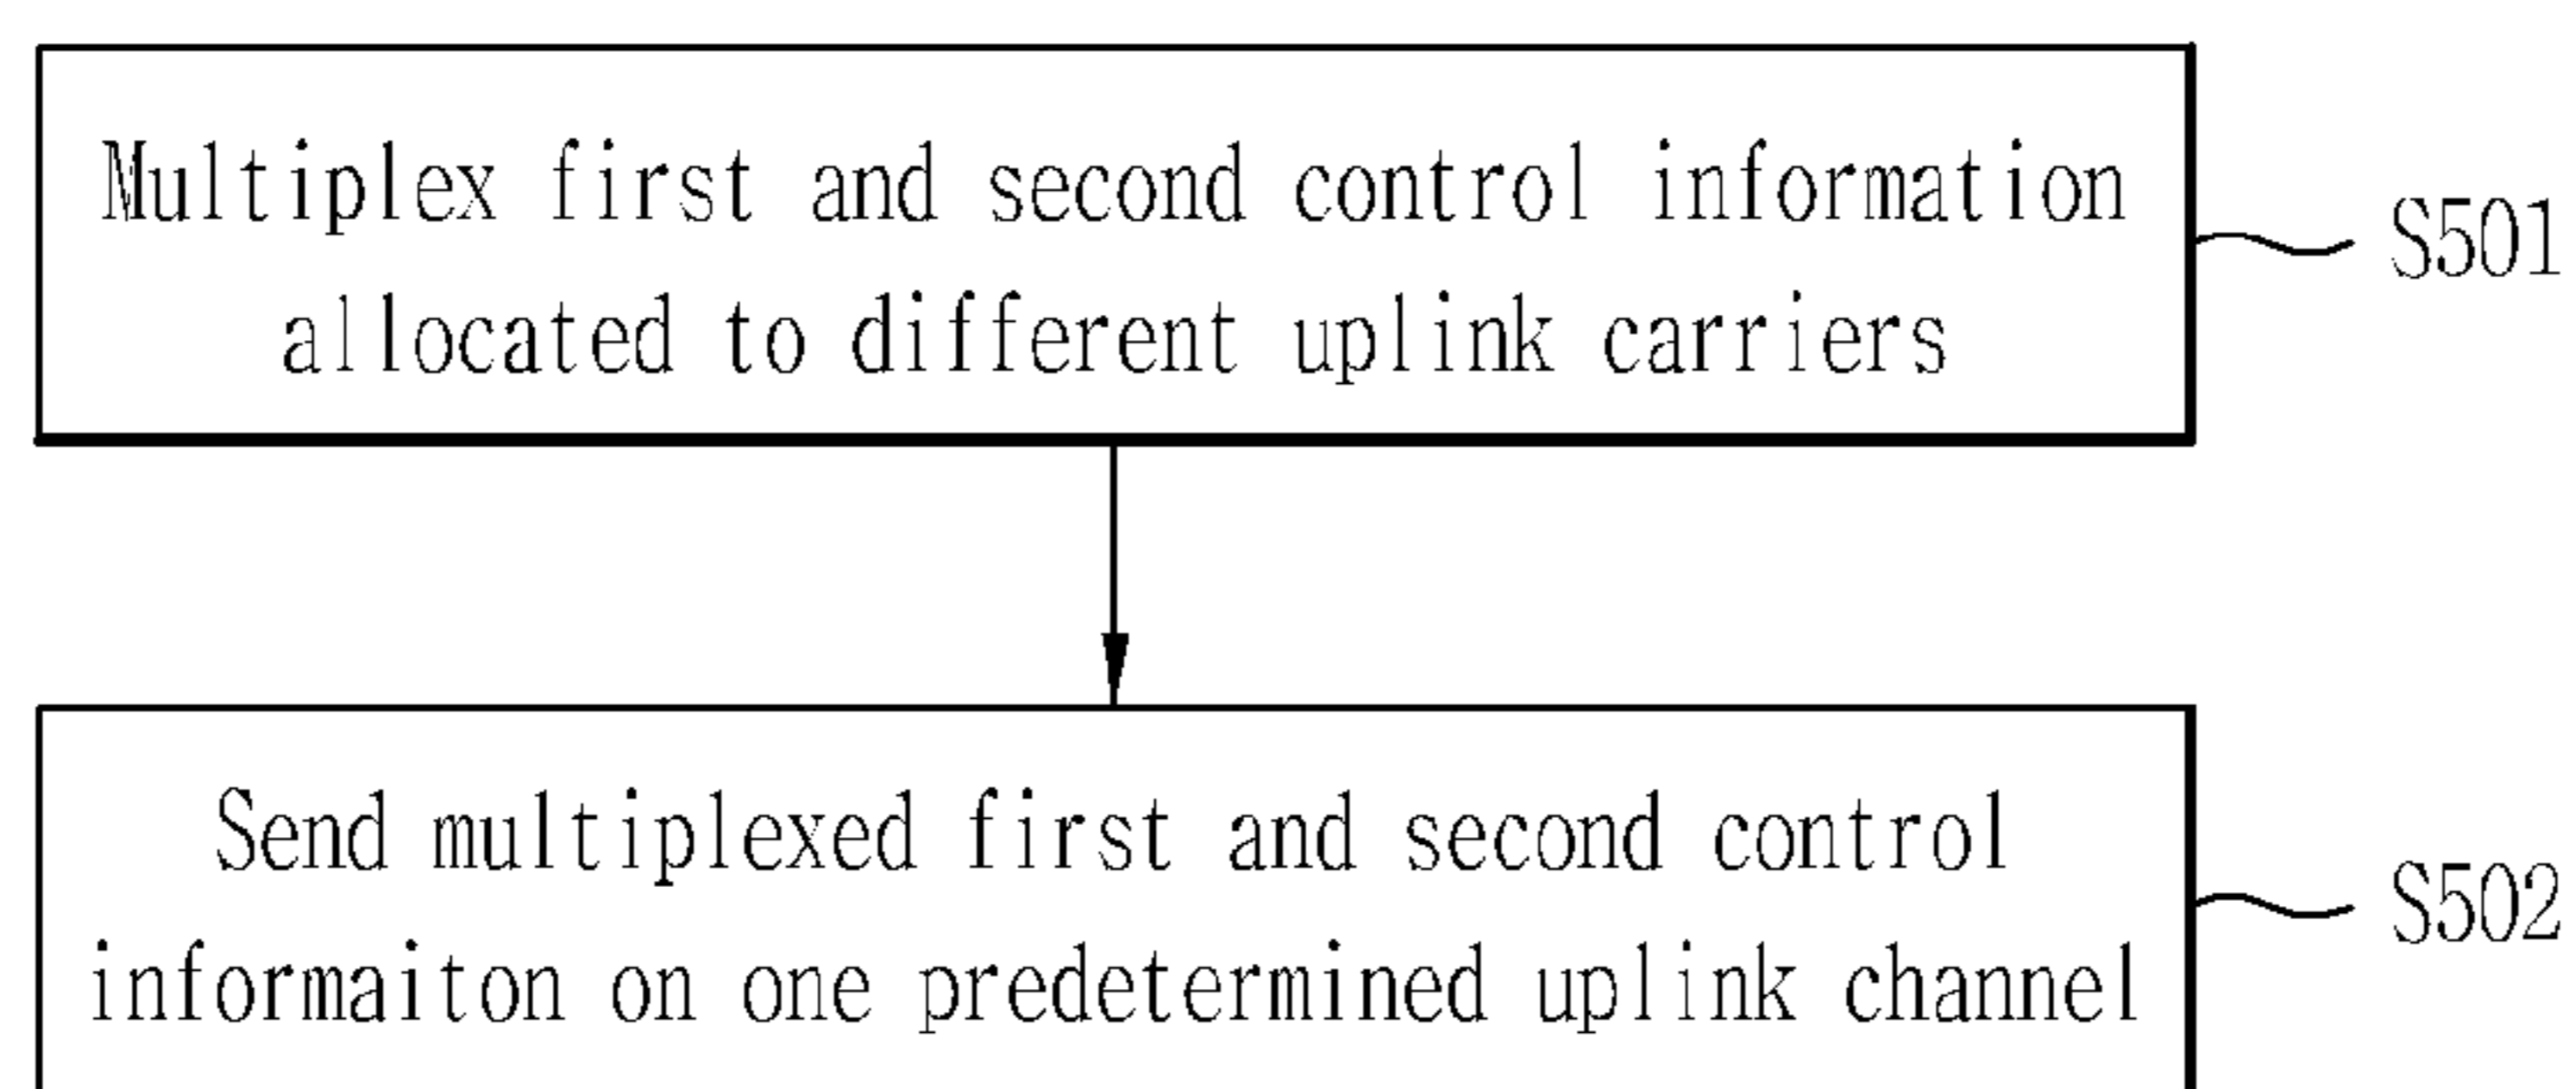 Multiplex first and second control information
allocated to different uplink carriers
S501
Send multiplexed first and second control
informaiton on one predetermined uplink channel
S502